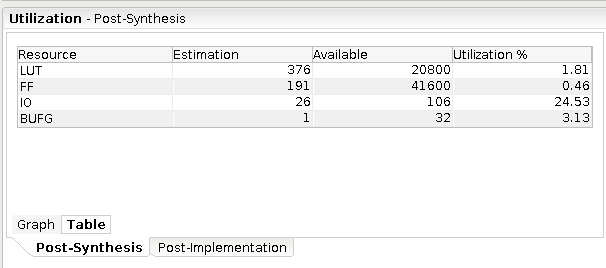 Utilization - Post-Synthesis
Resource Estimation Available Utilization %
LUT 376 20800 1.81
FF 191 41600 0.46
IO 26 106 24.53
BUFG 1 32 3.13
Graph Table
Post-Synthesis Post-Implementation